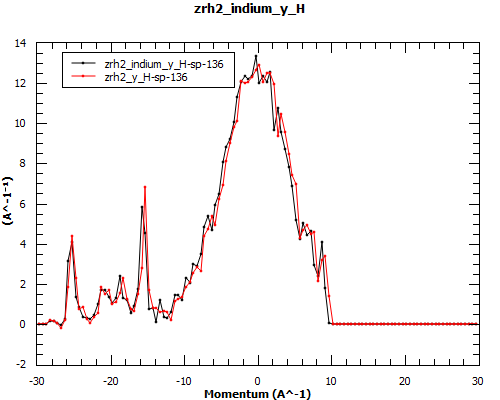 zrh2_indium_y_H
zrh2_indium_y_H-sp-136
zrh2_y_H-sp-136
14
12
10
8
6
4
2
0
-2
(A^-1-1)
-30 -20 -10 0 10 20 30
Momentum (A^-1)